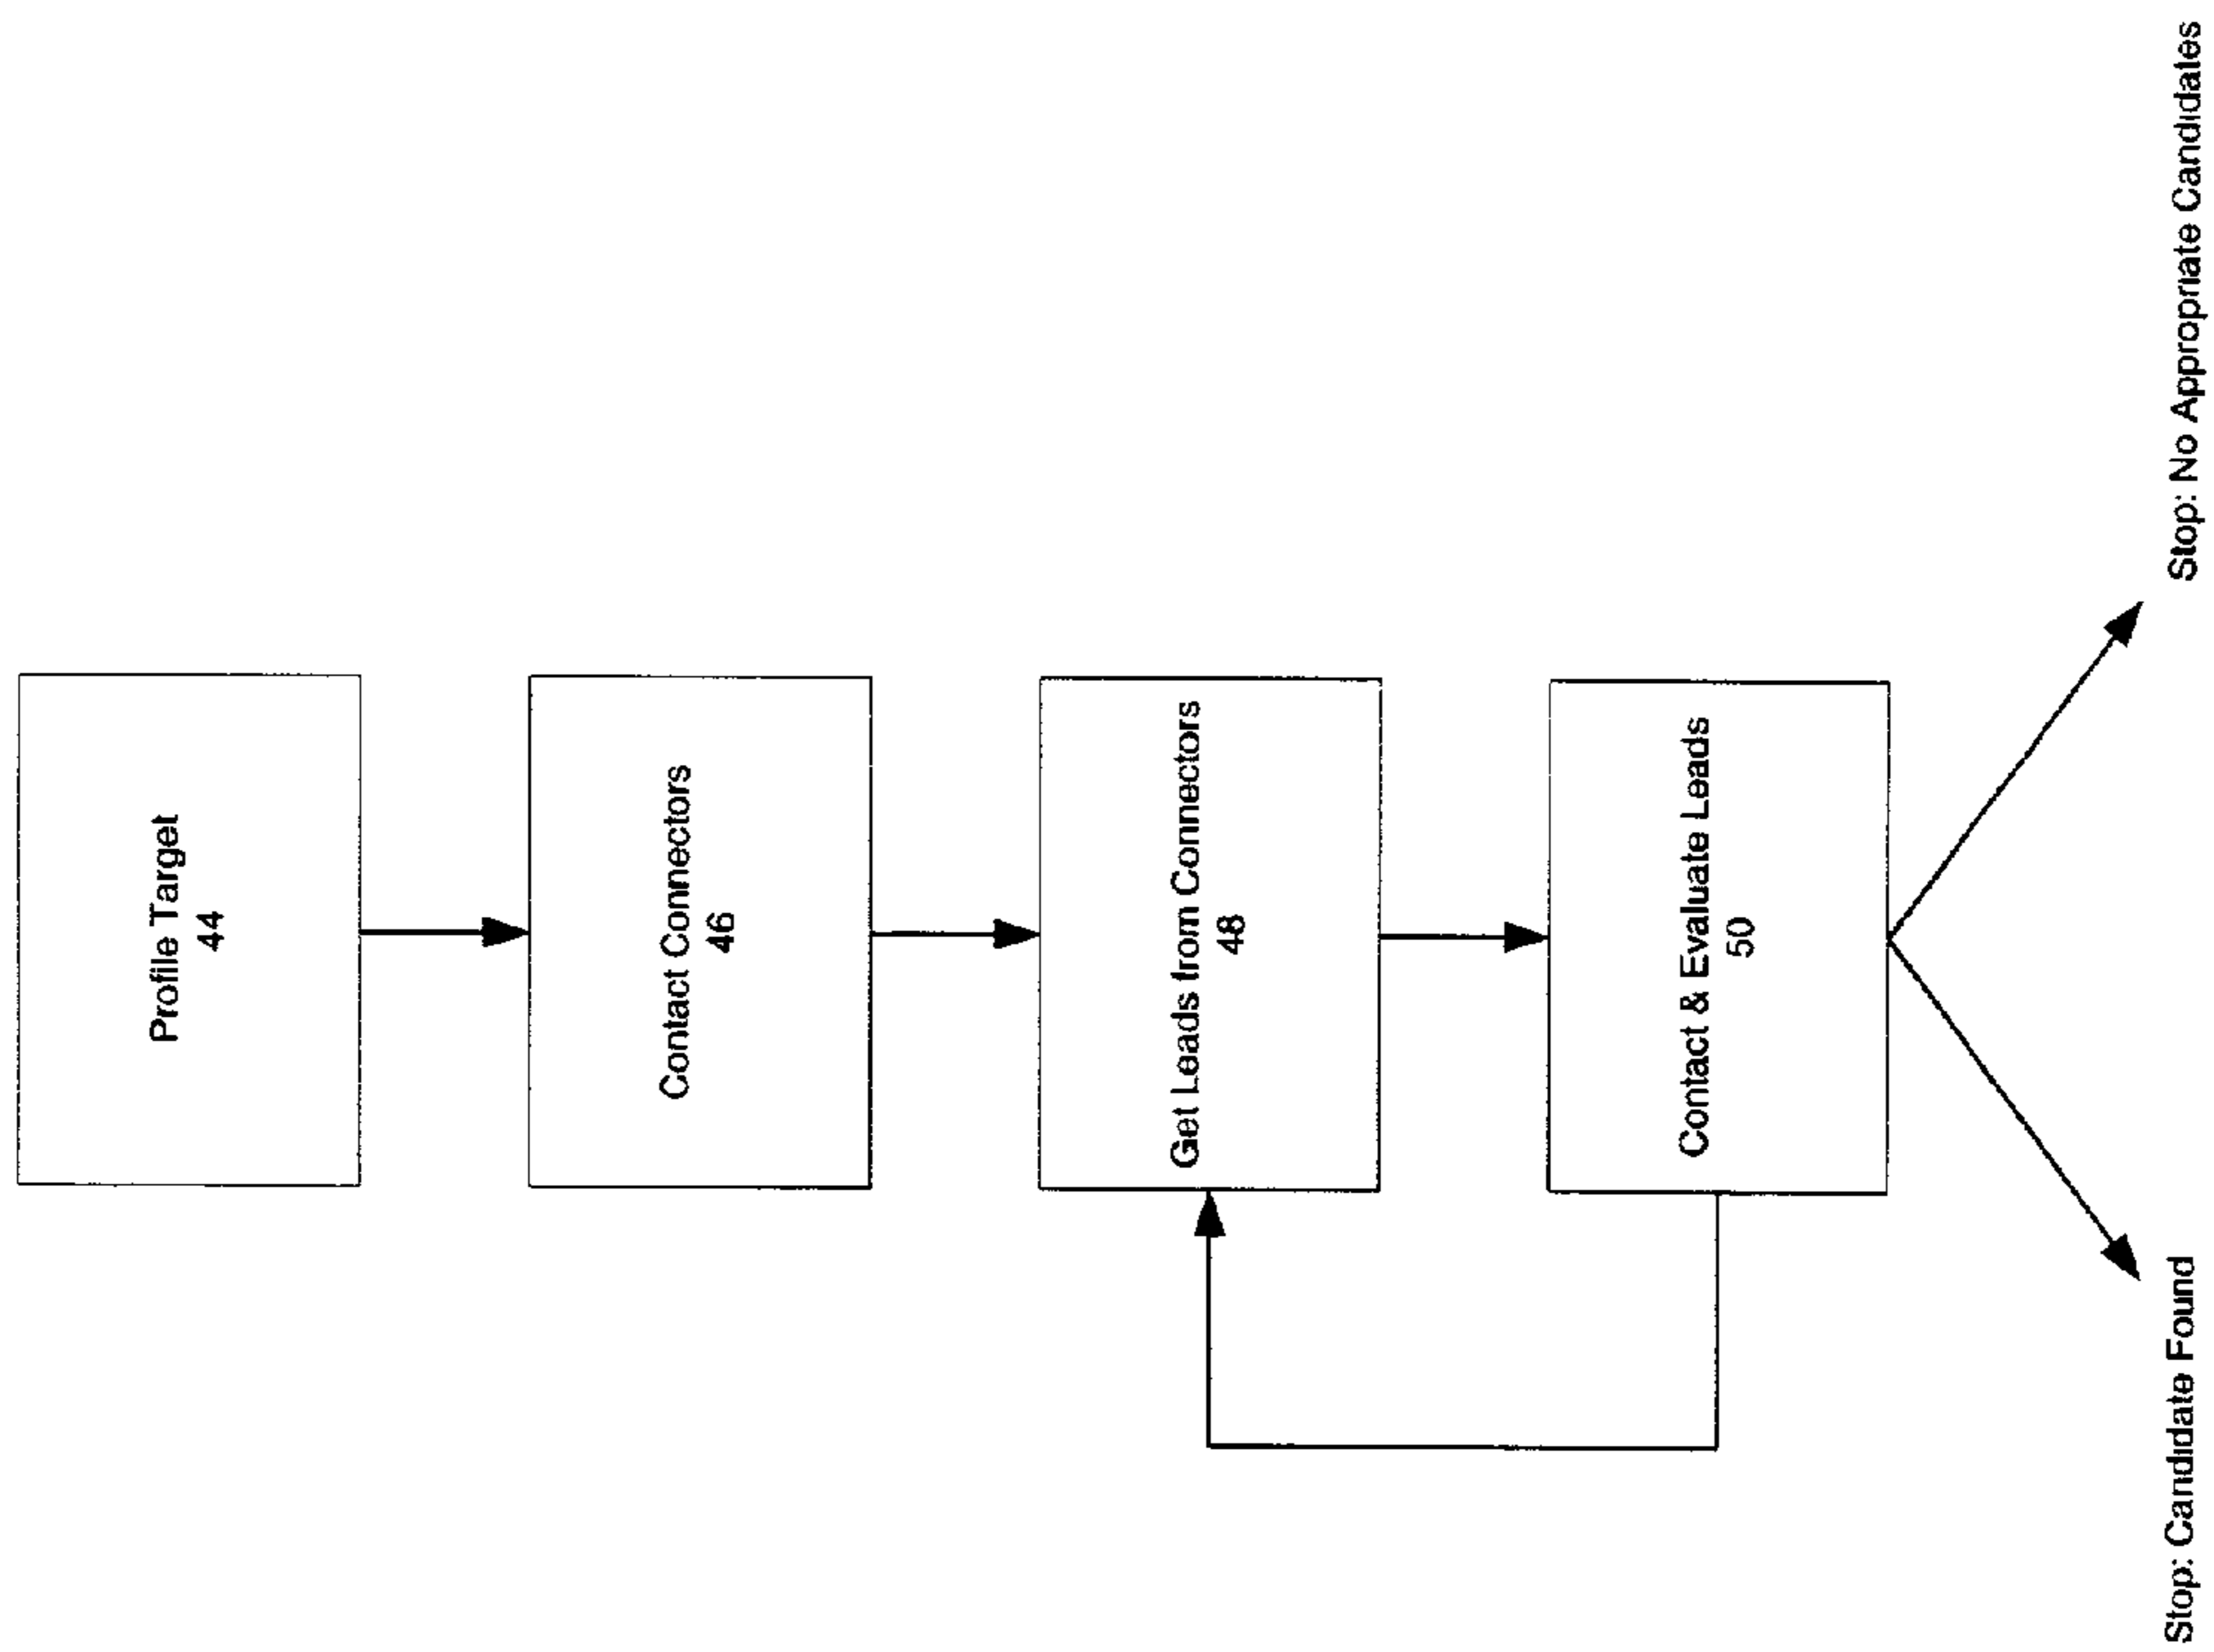 Profile Target
44
Contact Connectors
46
Get Leads from Connectors
48
Contact & Evaluate Leads
50
Stop: Candidate Found
Stop: No Appropriate Candidates